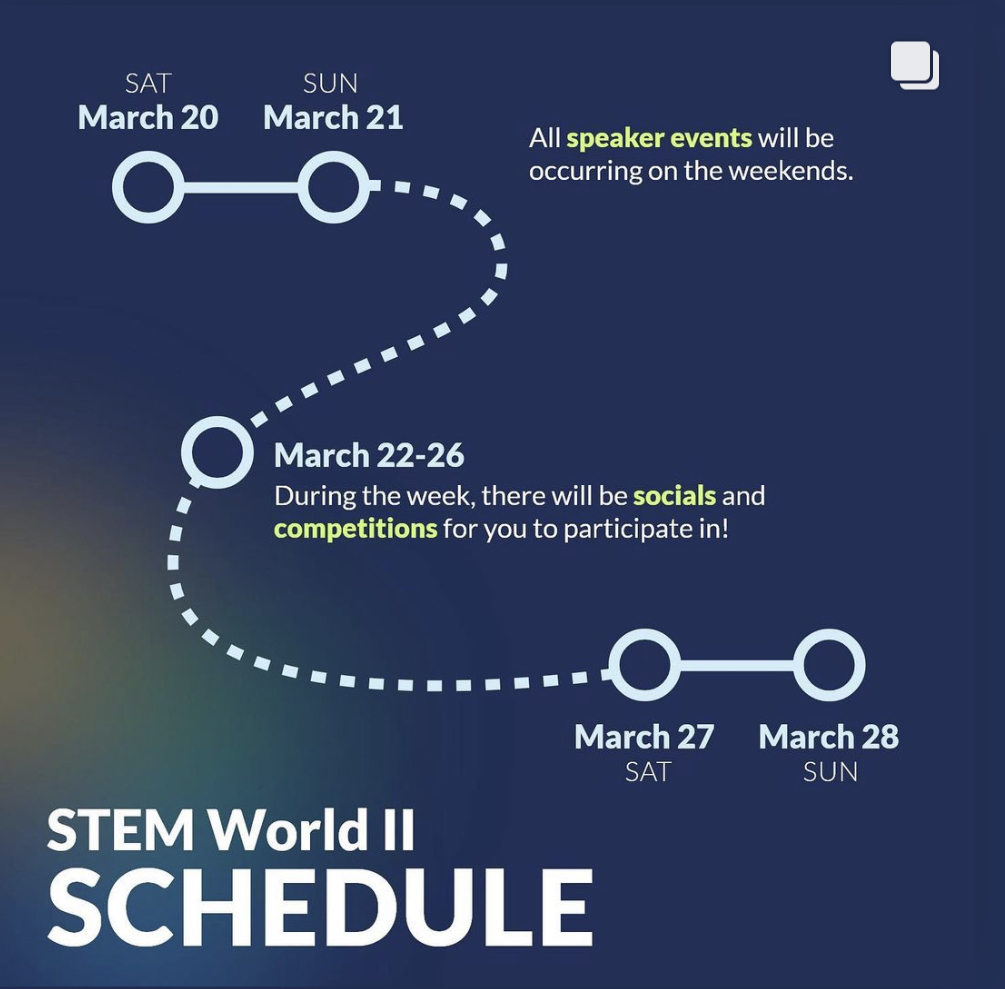 SAT
March 20
SUN
March 21
All speaker events will be
occurring on the weekends.
March 22-26
During the week, there will be socials and
competitions for you to participate in!
March 27
SAT
March 28
SUN
STEM World II
SCHEDULE